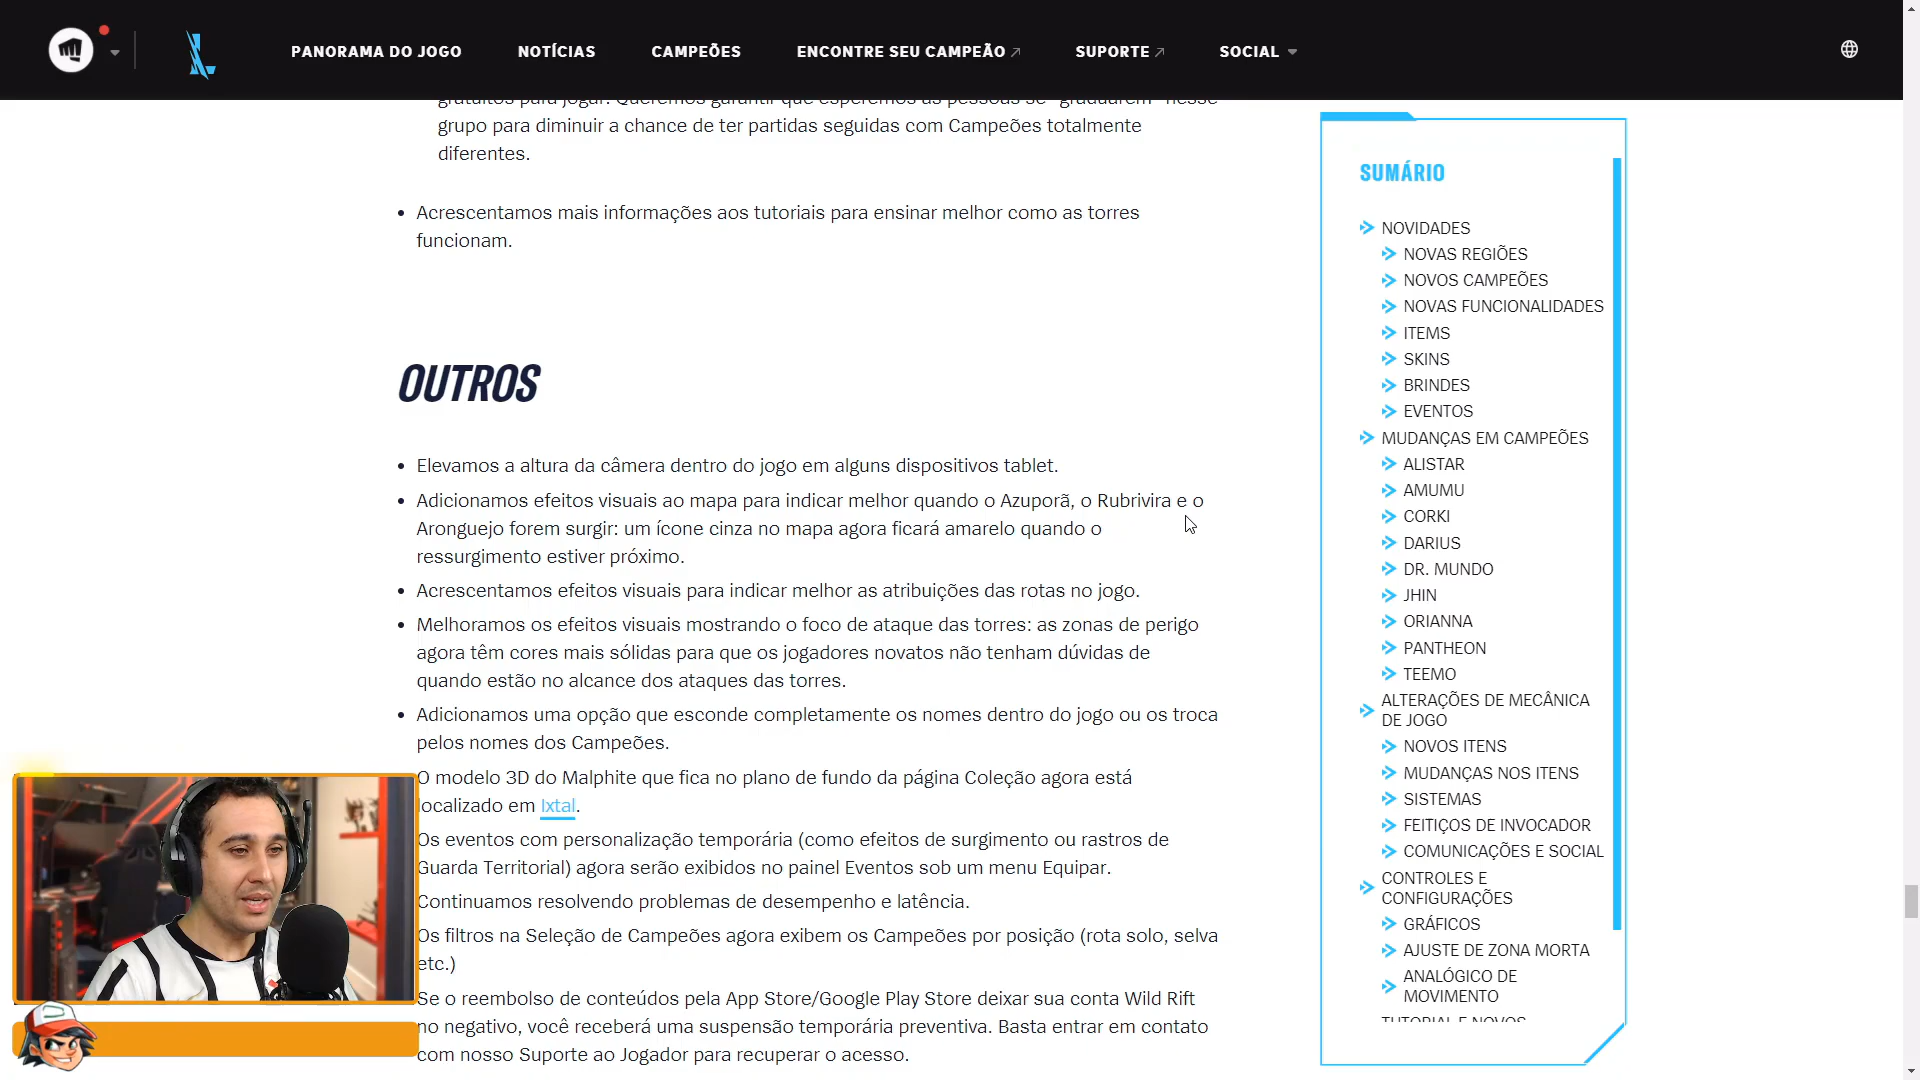 PANORAMA DO JOGO
NOTÍCIAS
CAMPEÕES
ENCONTRE SEU CAMPEÃO
SUPORTE
SOCIAL
gratuitos para jogar. Queremos garantir que esperemos as pessoas se "graduarem" nesse
grupo para diminuir a chance de ter partidas seguidas com Campeões totalmente
diferentes.
• Acrescentamos mais informações aos tutoriais para ensinar melhor como as torres
funcionam.
OUTROS
• Elevamos a altura da câmera dentro do jogo em alguns dispositivos tablet.
• Adicionamos efeitos visuais ao mapa para indicar melhor quando o Azuporã, o Rubrivira e o
Aronguejo forem surgir: um ícone cinza no mapa agora ficará amarelo quando o
ressurgimento estiver próximo.
• Acrescentamos efeitos visuais para indicar melhor as atribuições das rotas no jogo.
• Melhoramos os efeitos visuais mostrando o foco de ataque das torres: as zonas de perigo
agora têm cores mais sólidas para que os jogadores novatos não tenham dúvidas de
quando estão no alcance dos ataques das torres.
• Adicionamos uma opção que esconde completamente os nomes dentro do jogo ou os troca
pelos nomes dos Campeões.
O modelo 3D do Malphite que fica no plano de fundo da página Coleção agora está
localizado em Ixtal.
Os eventos com personalização temporária (como efeitos de surgimento ou rastros de
Guarda Territorial) agora serão exibidos no painel Eventos sob um menu Equipar.
Continuamos resolvendo problemas de desempenho e latência.
Os filtros na Seleção de Campeões agora exibem os Campeões por posição (rota solo, selva
etc.)
Se o reembolso de conteúdos pela App Store/Google Play Store deixar sua conta Wild Rift
no negativo, você receberá uma suspensão temporária preventiva. Basta entrar em contato
com nosso Suporte ao Jogador para recuperar o acesso.
SUMÁRIO
NOVIDADES
NOVAS REGIÕES
NOVOS CAMPEÕES
NOVAS FUNCIONALIDADES
ITEMS
SKINS
BRINDES
EVENTOS
MUDANÇAS EM CAMPEÕES
ALISTAR
AMUMU
CORKI
DARIUS
DR. MUNDO
JHIN
ORIANNA
PANTHEON
TEEMO
ALTERAÇÕES DE MECÂNICA
DE JOGO
NOVOS ITENS
MUDANÇAS NOS ITENS
SISTEMAS
FEITIÇOS DE INVOCADOR
COMUNICAÇÕES E SOCIAL
CONTROLES E
CONFIGURAÇÕES
GRÁFICOS
AJUSTE DE ZONA MORTA
ANALÓGICO DE
MOVIMENTO
TUTORIAL E NOVOS